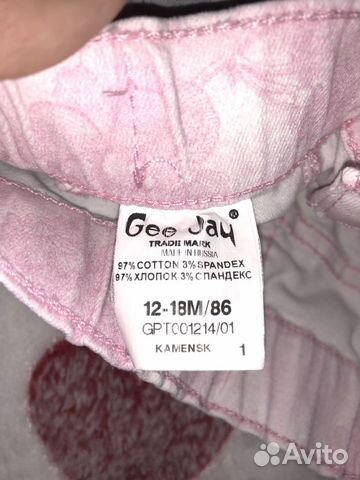 Gee Jay®
TRADE MARK
MADE IN RUSSIA
97% COTTON 3% SPANDEX
97% ХЛОПОК 3% СПАНДЕКС
12-18M/86
GPT001214/01
KAMENSK 1
Avito